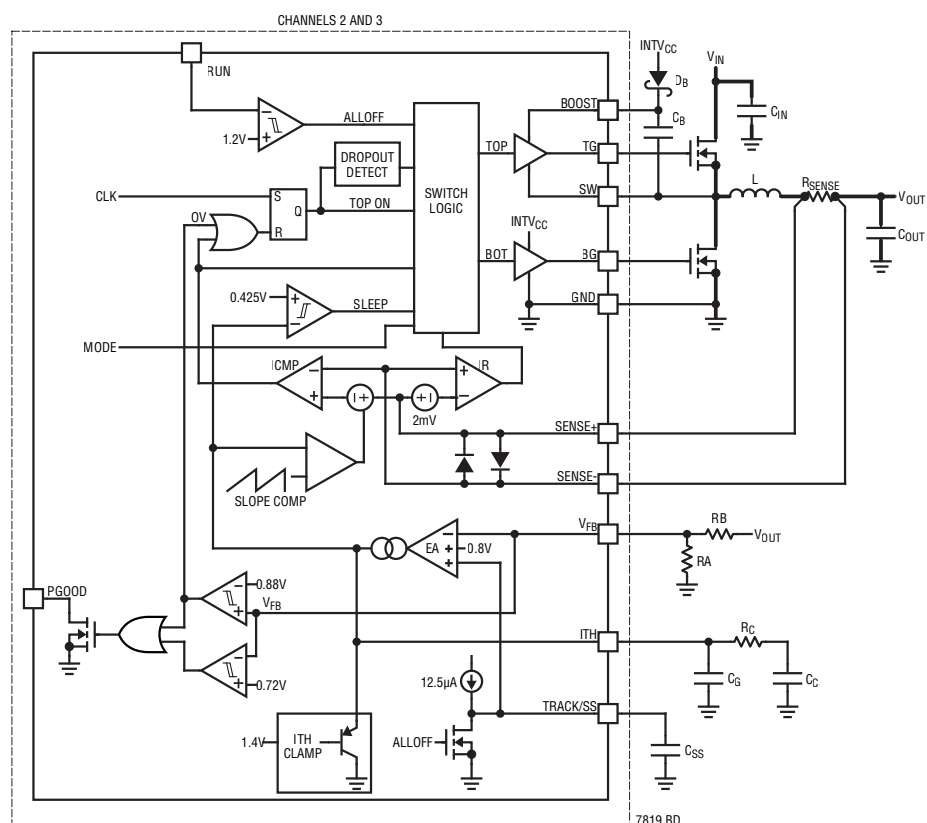 CHANNELS 2 AND 3
RUN
ALLOFF
1.2V
DROPOUT
DETECT
CLK
S
Q
R
TOP ON
OV
SWITCH
LOGIC
TOP
BOT
INTVCC
BOOST
TG
SW
BG
GND
INTVCC
DB
CB
VIN
CIN
L
RSENSE
VOUT
COUT
0.425V
SLEEP
MODE
ICMP
IR
2mV
SENSE+
SENSE-
SLOPE COMP
VFB
EA
0.8V
RB
VOUT
RA
PGOOD
0.88V
VFB
0.72V
ITH
RC
CG
CC
12.5µA
TRACK/SS
CSS
1.4V
ITH
CLAMP
ALLOFF
7819 BD